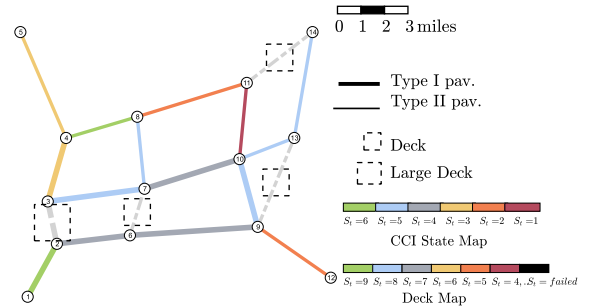 0 1 2 3 miles
5
14
11
Type I pav.
Type II pav.
8
4
13
Deck
10
Large Deck
7
3
9
6
2
S_t =6 S_t =5 S_t =4 S_t =3 S_t =2 S_t =1
CCI State Map
12
S_t =9 S_t =8 S_t =7 S_t =6 S_t =5 S_t = 4,..S_t = failed
1
Deck Map